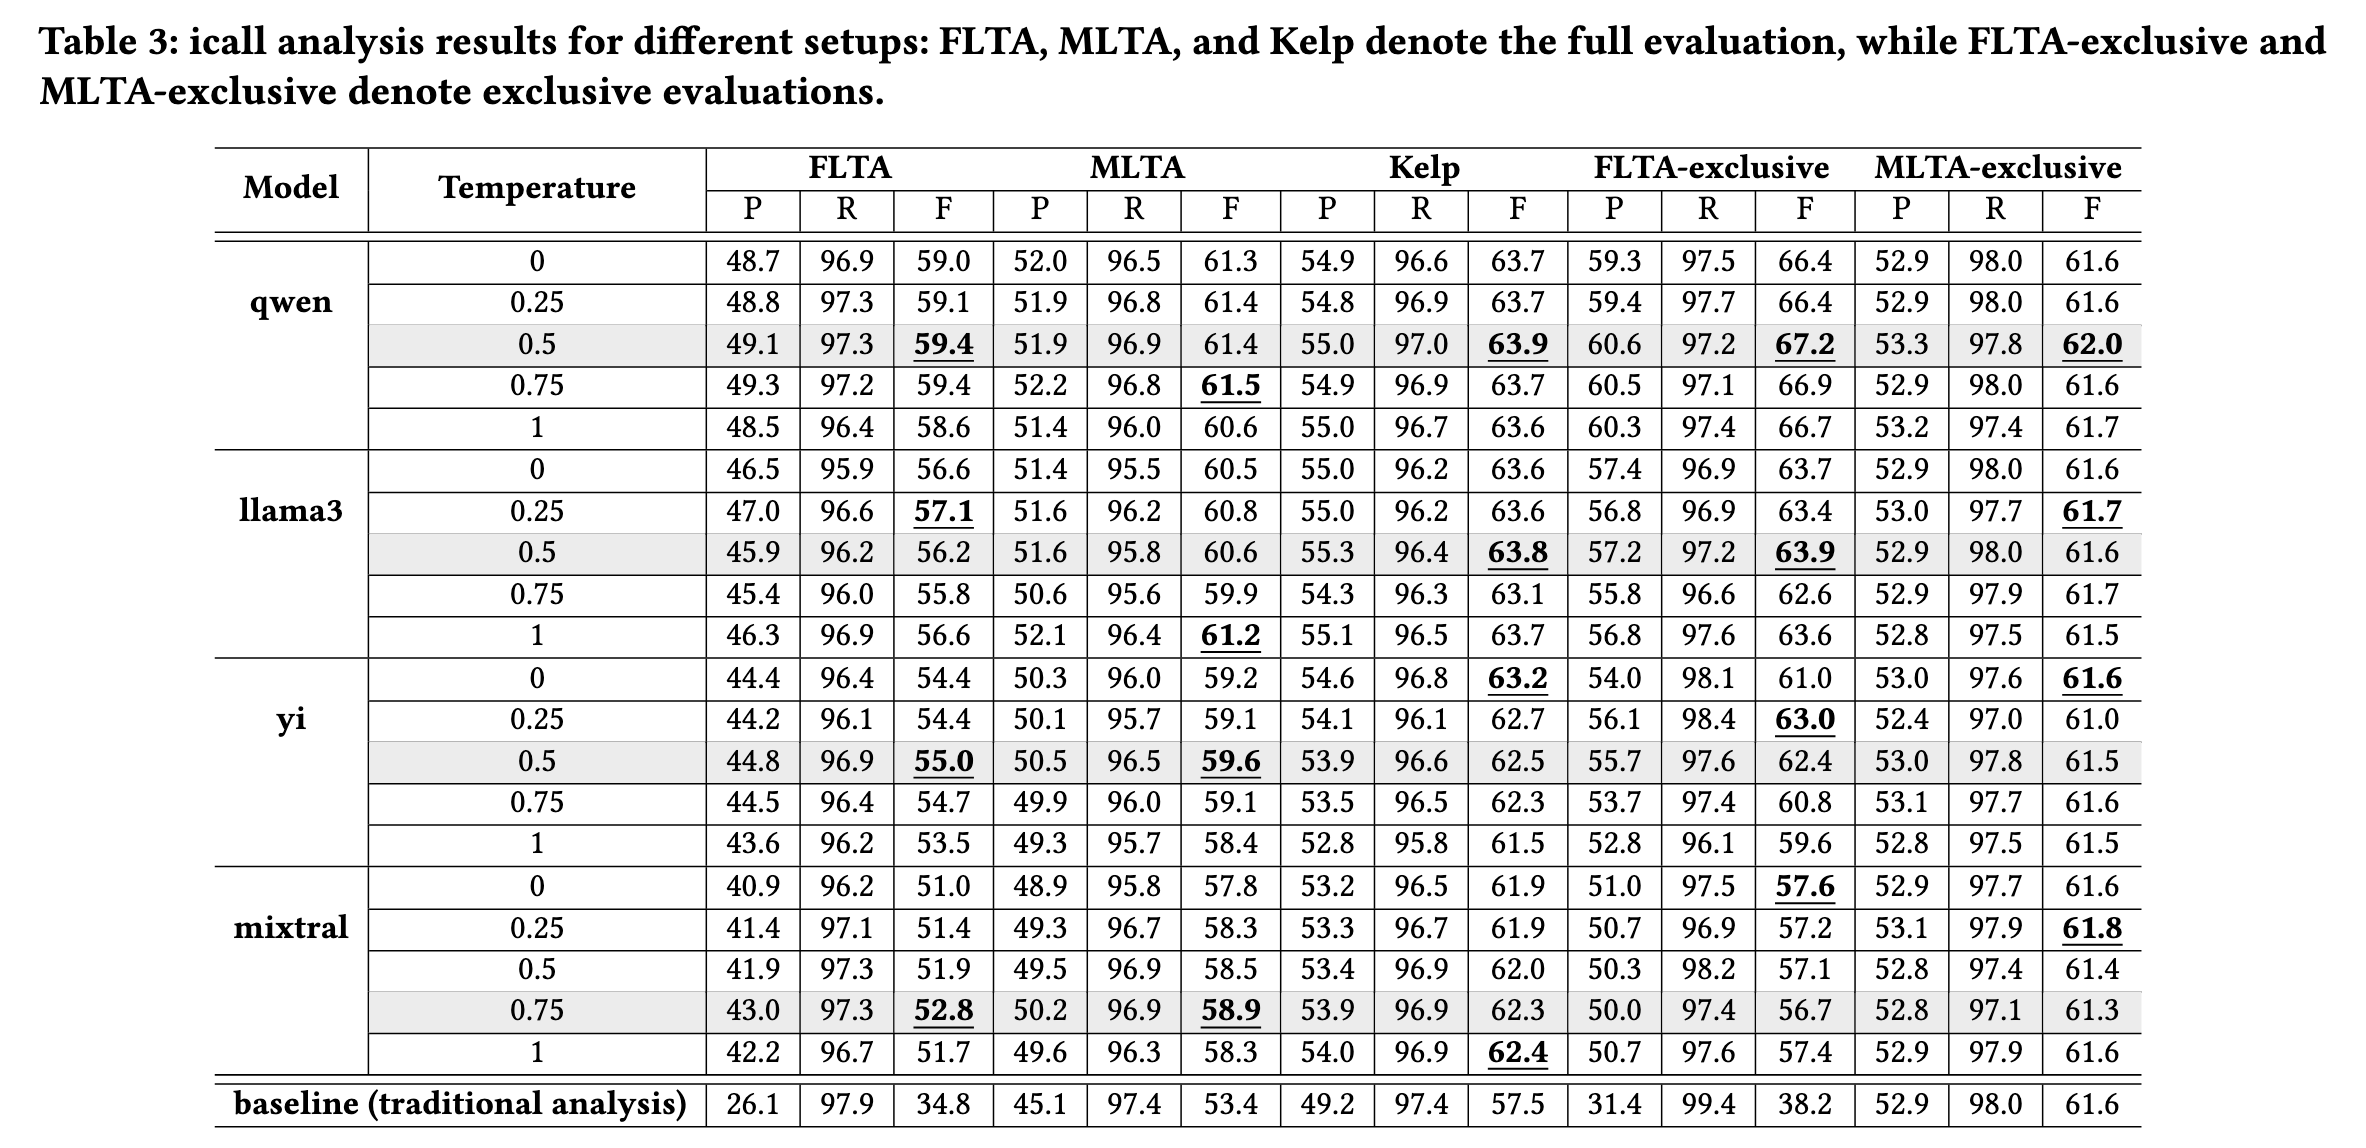 Table 3: icall analysis results for different setups: FLTA, MLTA, and Kelp denote the full evaluation, while FLTA-exclusive and
MLTA-exclusive denote exclusive evaluations.
Model Temperature FLTA MLTA Kelp FLTA-exclusive MLTA-exclusive
P R F P R F P R F P R F P R F
qwen
0 48.7 96.9 59.0 52.0 96.5 61.3 54.9 96.6 63.7 59.3 97.5 66.4 52.9 98.0 61.6
0.25 48.8 97.3 59.1 51.9 96.8 61.4 54.8 96.9 63.7 59.4 97.7 66.4 52.9 98.0 61.6
0.5 49.1 97.3 59.4 51.9 96.9 61.4 55.0 97.0 63.9 60.6 97.2 67.2 53.3 97.8 62.0
0.75 49.3 97.2 59.4 52.2 96.8 61.5 54.9 96.9 63.7 60.5 97.1 66.9 52.9 98.0 61.6
1 48.5 96.4 58.6 51.4 96.0 60.6 55.0 96.7 63.6 60.3 97.4 66.7 53.2 97.4 61.7
llama3
0 46.5 95.9 56.6 51.4 95.5 60.5 55.0 96.2 63.6 57.4 96.9 63.7 52.9 98.0 61.6
0.25 47.0 96.6 57.1 51.6 96.2 60.8 55.0 96.2 63.6 56.8 96.9 63.4 53.0 97.7 61.7
0.5 45.9 96.2 56.2 51.6 95.8 60.6 55.3 96.4 63.8 57.2 97.2 63.9 52.9 98.0 61.6
0.75 45.4 96.0 55.8 50.6 95.6 59.9 54.3 96.3 63.1 55.8 96.6 62.6 52.9 97.9 61.7
1 46.3 96.9 56.6 52.1 96.4 61.2 55.1 96.5 63.7 56.8 97.6 63.6 52.8 97.5 61.5
yi
0 44.4 96.4 54.4 50.3 96.0 59.2 54.6 96.8 63.2 54.0 98.1 61.0 53.0 97.6 61.6
0.25 44.2 96.1 54.4 50.1 95.7 59.1 54.1 96.1 62.7 56.1 98.4 63.0 52.4 97.0 61.0
0.5 44.8 96.9 55.0 50.5 96.5 59.6 53.9 96.6 62.5 55.7 97.6 62.4 53.0 97.8 61.5
0.75 44.5 96.4 54.7 49.9 96.0 59.1 53.5 96.5 62.3 53.7 97.4 60.8 53.1 97.7 61.6
1 43.6 96.2 53.5 49.3 95.7 58.4 52.8 95.8 61.5 52.8 96.1 59.6 52.8 97.5 61.5
mixtral
0 40.9 96.2 51.0 48.9 95.8 57.8 53.2 96.5 61.9 51.0 97.5 57.6 52.9 97.7 61.6
0.25 41.4 97.1 51.4 49.3 96.7 58.3 53.3 96.7 61.9 50.7 96.9 57.2 53.1 97.9 61.8
0.5 41.9 97.3 51.9 49.5 96.9 58.5 53.4 96.9 62.0 50.3 98.2 57.1 52.8 97.4 61.4
0.75 43.0 97.3 52.8 50.2 96.9 58.9 53.9 96.9 62.3 50.0 97.4 56.7 52.8 97.1 61.3
1 42.2 96.7 51.7 49.6 96.3 58.3 54.0 96.9 62.4 50.7 97.6 57.4 52.9 97.9 61.6
baseline (traditional analysis) 26.1 97.9 34.8 45.1 97.4 53.4 49.2 97.4 57.5 31.4 99.4 38.2 52.9 98.0 61.6